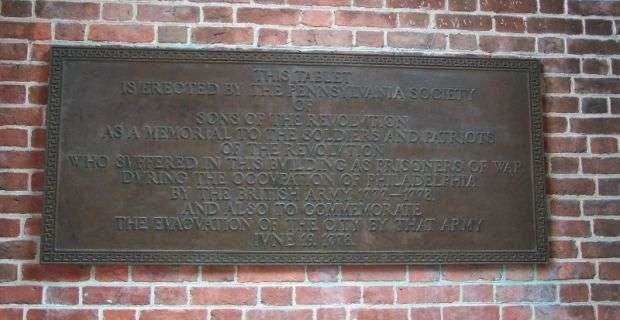 THIS TABLET
IS ERECTED BY THE PENNSYLVANIA SOCIETY
OF
SONS OF THE REVOLUTION
AS A MEMORIAL TO THE SOLDIERS AND PATRIOTS
OF THE REVOLUTION
WHO SUFFERED IN THIS BUILDING AS PRISONERS OF WAR
DURING THE OCCUPATION OF PHILADELPHIA
BY THE BRITISH ARMY 1777-1778.
AND ALSO TO COMMEMORATE
THE EVACVATION OF THE CITY BY THAT ARMY
IVNE 18, 1778.